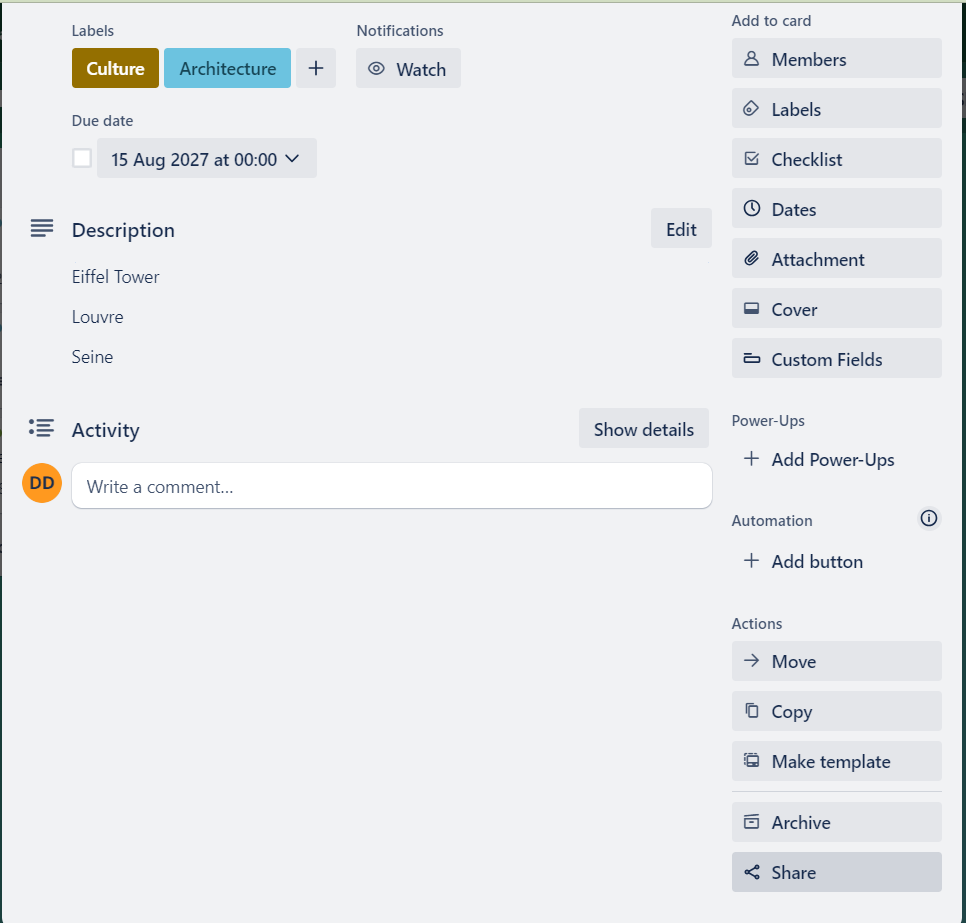 Labels
Culture
Architecture
Notifications
Watch
Due date
15 Aug 2027 at 00:00
Description
Edit
Eiffel Tower
Louvre
Seine
Activity
Show details
DD
Write a comment...
Add to card
Members
Labels
Checklist
Dates
Attachment
Cover
Custom Fields
Power-Ups
Add Power-Ups
Automation
Add button
Actions
Move
Copy
Make template
Archive
Share